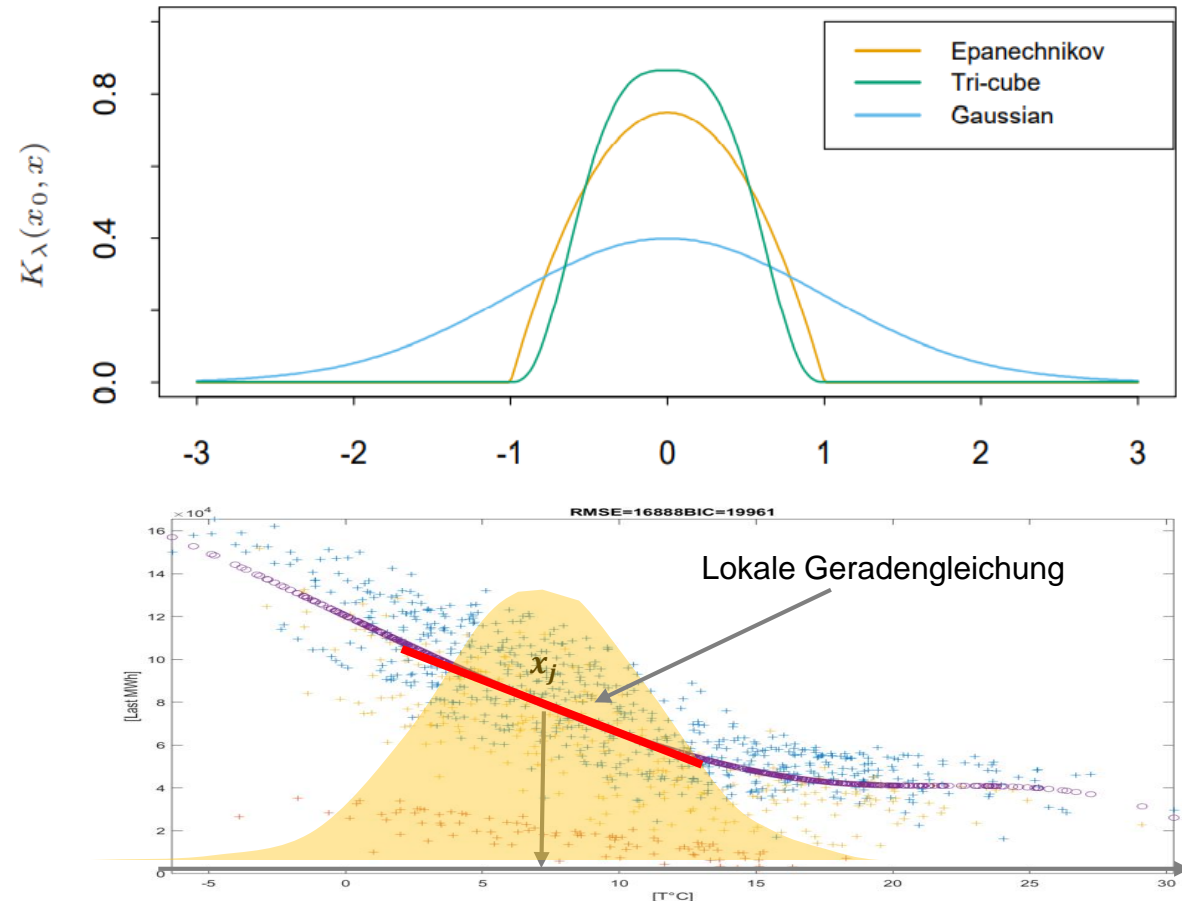 Epanechnikov
Tri-cube
Gaussian
K_λ(x_0, x)
0.8
0.4
0.0
-3 -2 -1 0 1 2 3
RMSE=16888BIC=19961
×10^4
16
14
12
10
8
6
4
2
0
[Last MWh]
Lokale Geradengleichung
x_j
-5 0 5 10 15 20 25 30
[T°C]